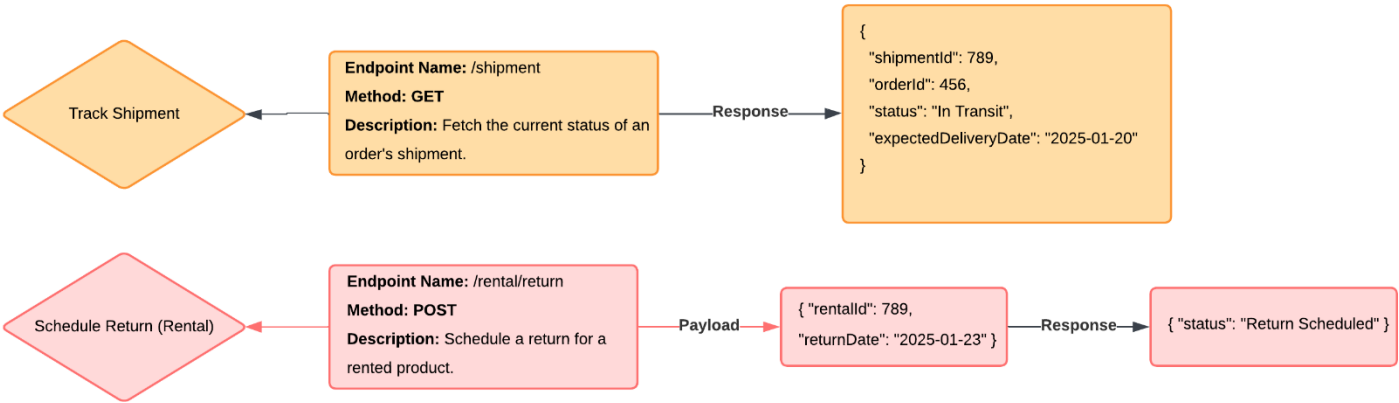 Track Shipment
Endpoint Name: /shipment
Method: GET
Description: Fetch the current status of an
order's shipment.
Response
{
"shipmentId": 789,
"orderId": 456,
"status": "In Transit",
"expectedDeliveryDate": "2025-01-20"
}
Schedule Return (Rental)
Endpoint Name: /rental/return
Method: POST
Description: Schedule a return for a
rented product.
Payload
{ "rentalId": 789,
"returnDate": "2025-01-23" }
Response
{ "status": "Return Scheduled" }